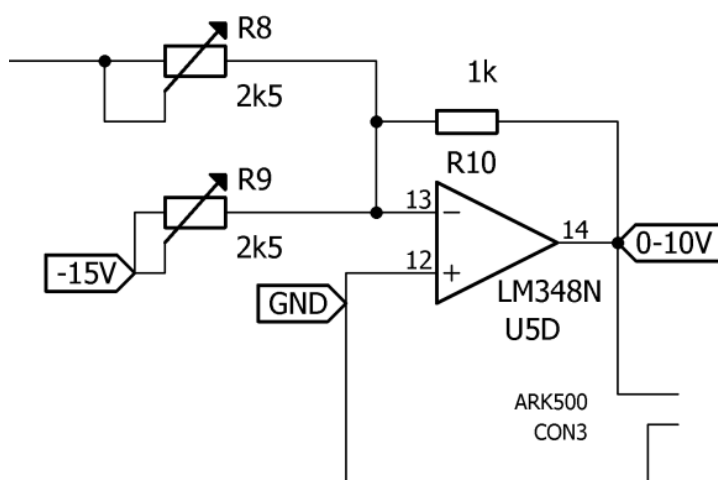 R8
2k5
1k
R10
R9
2k5
-15V
13
12
14
0-10V
GND
LM348N
U5D
ARK500
CON3